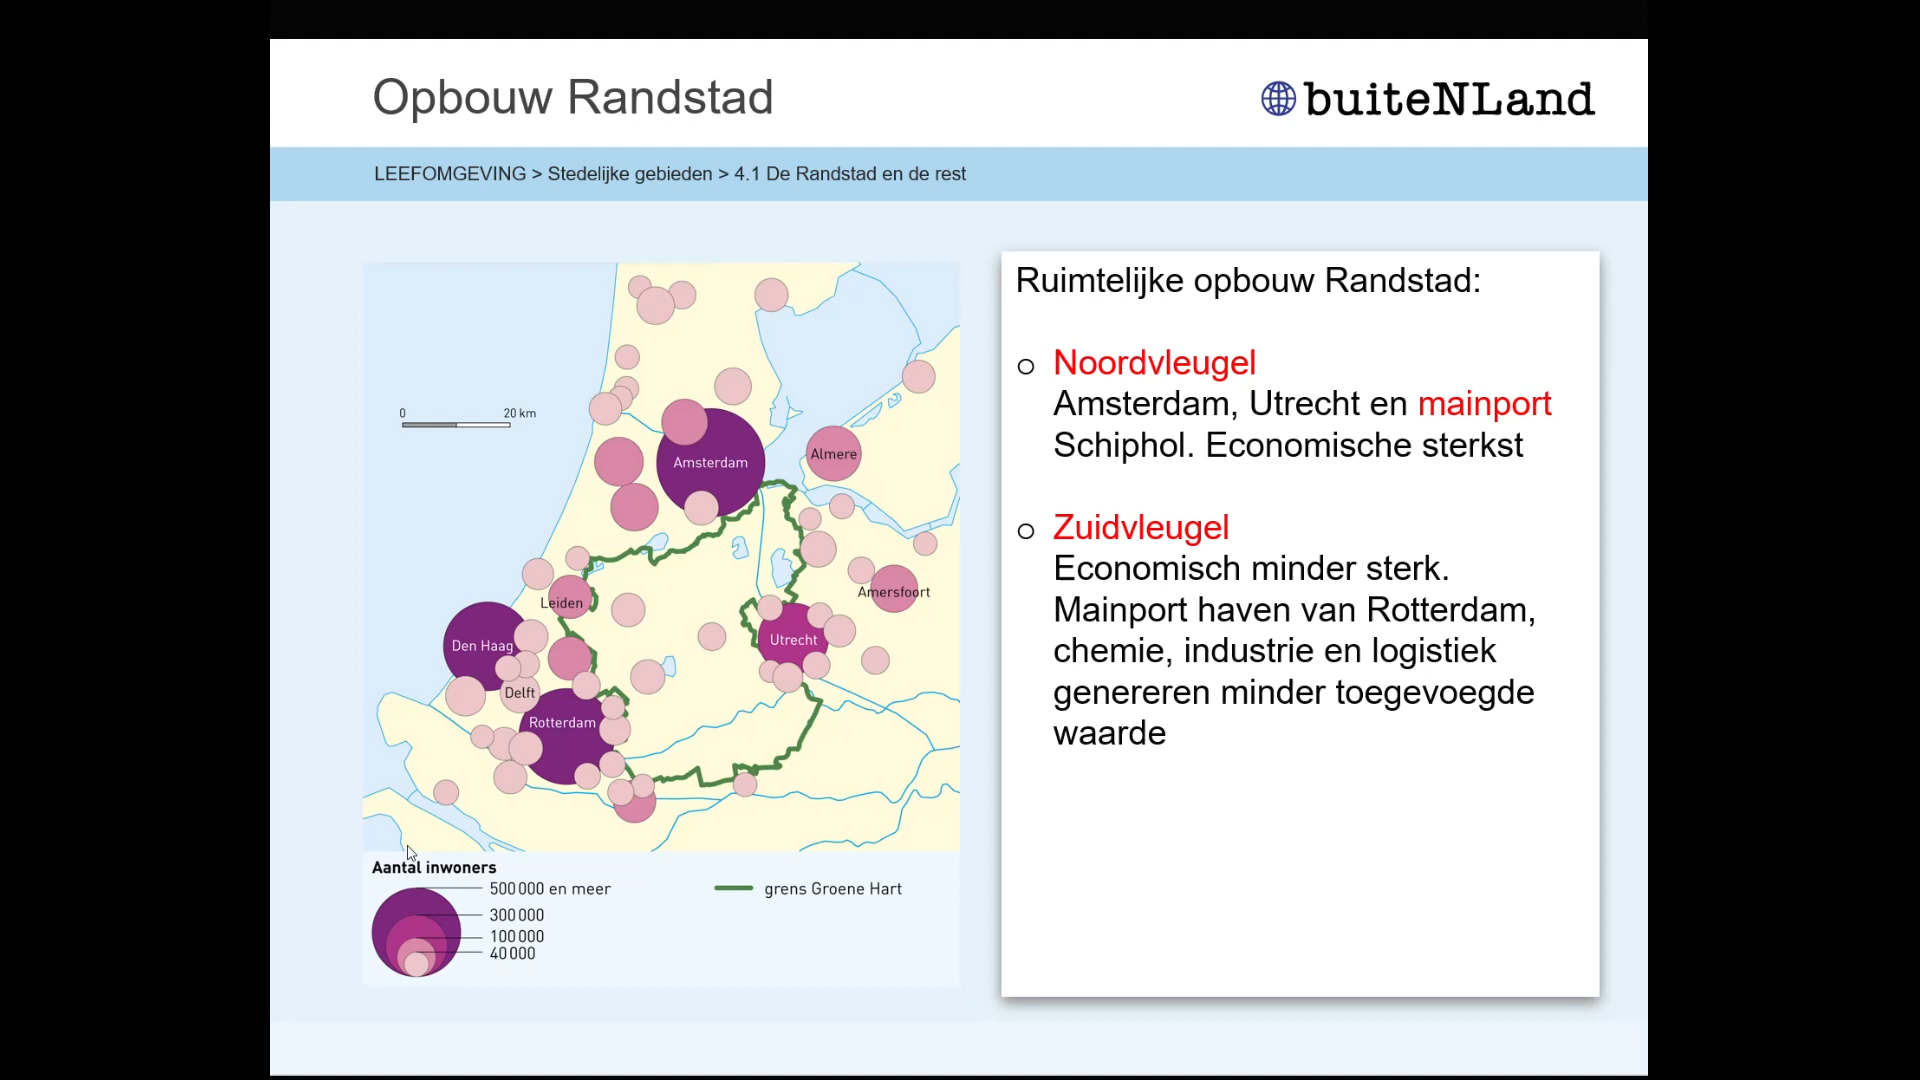 Opbouw Randstad
buiteNLand
LEEFOMGEVING > Stedelijke gebieden > 4.1 De Randstad en de rest
0 20 km
Amsterdam
Almere
Leiden
Amersfoort
Den Haag
Utrecht
Delft
Rotterdam
Aantal inwoners
500 000 en meer
300 000
100 000
40 000
grens Groene Hart
Ruimtelijke opbouw Randstad:
o Noordvleugel
Amsterdam, Utrecht en mainport
Schiphol. Economische sterkst
o Zuidvleugel
Economisch minder sterk.
Mainport haven van Rotterdam,
chemie, industrie en logistiek
genereren minder toegevoegde
waarde